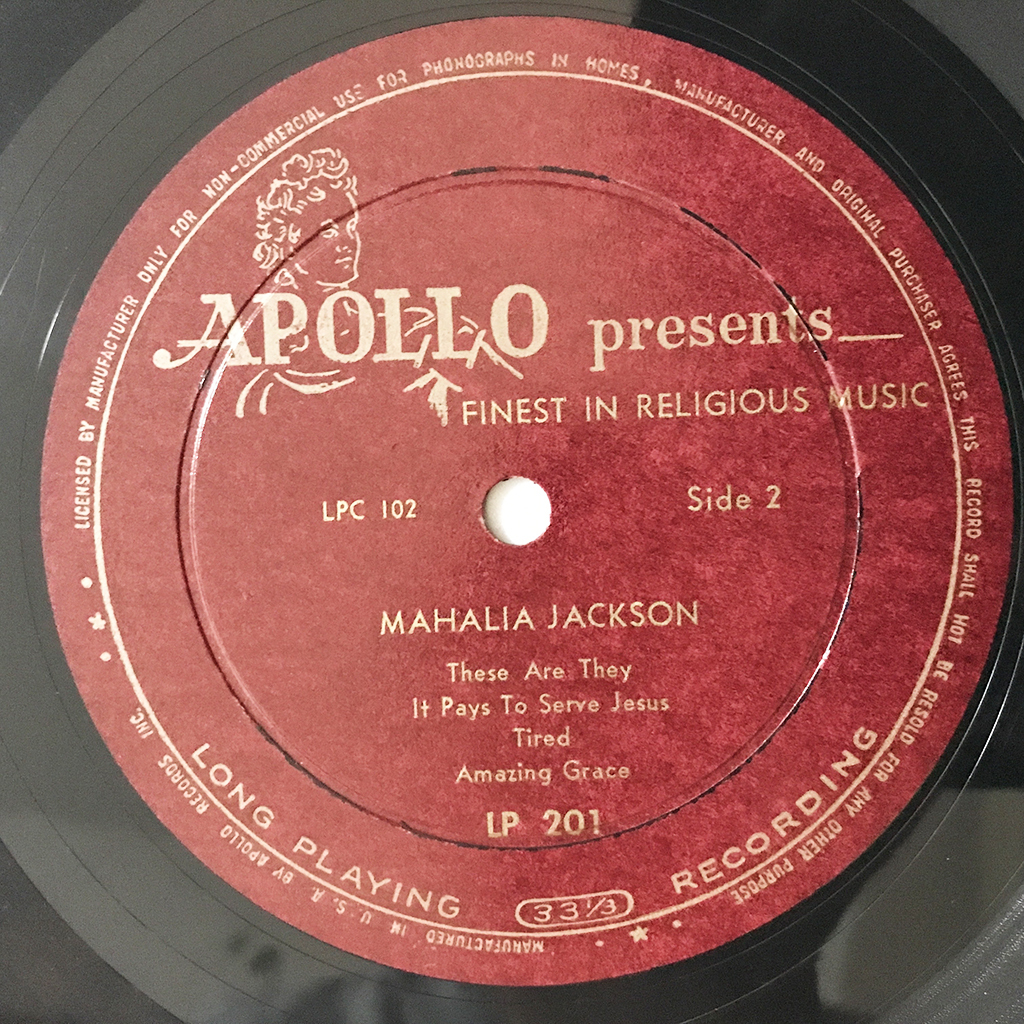 LICENSED BY MANUFACTURER ONLY FOR NON-COMMERCIAL USE FOR PHONOGRAPHS IN HOMES, MANUFACTURER AND ORIGINAL PURCHASER AGREES THIS RECORD SHALL NOT BE RESOLD FOR ANY OTHER PURPOSE
APOLLO presents
FINEST IN RELIGIOUS MUSIC
LPC 102
Side 2
MAHALIA JACKSON
These Are They
It Pays To Serve Jesus
Tired
Amazing Grace
LP 201
LONG PLAYING 33⅓ RECORDING
MANUFACTURED IN U. S. A. BY APOLLO RECORDS INC.